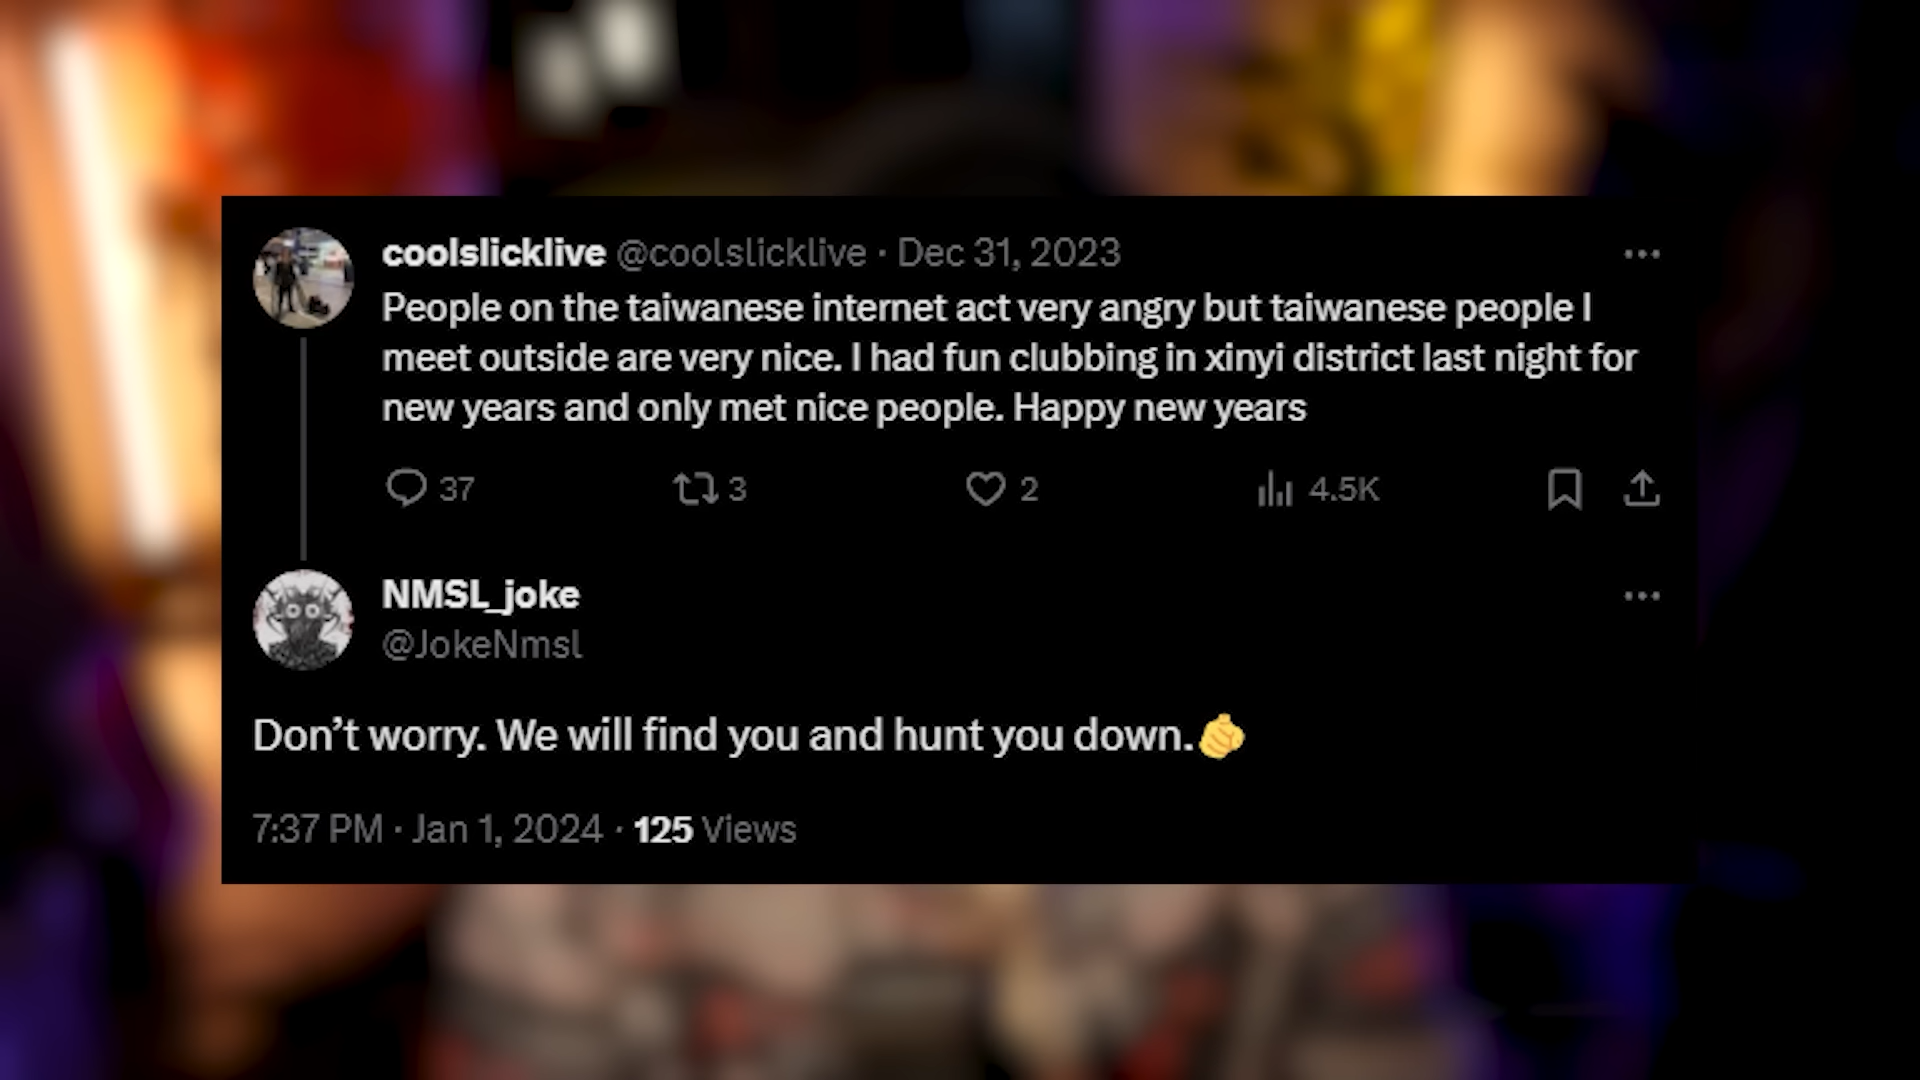 coolslicklive @coolslicklive · Dec 31, 2023
People on the taiwanese internet act very angry but taiwanese people I
meet outside are very nice. I had fun clubbing in xinyi district last night for
new years and only met nice people. Happy new years
37 3 2 4.5K
NMSL_joke
@JokeNmsl
Don’t worry. We will find you and hunt you down.🫲
7:37 PM · Jan 1, 2024 · 125 Views